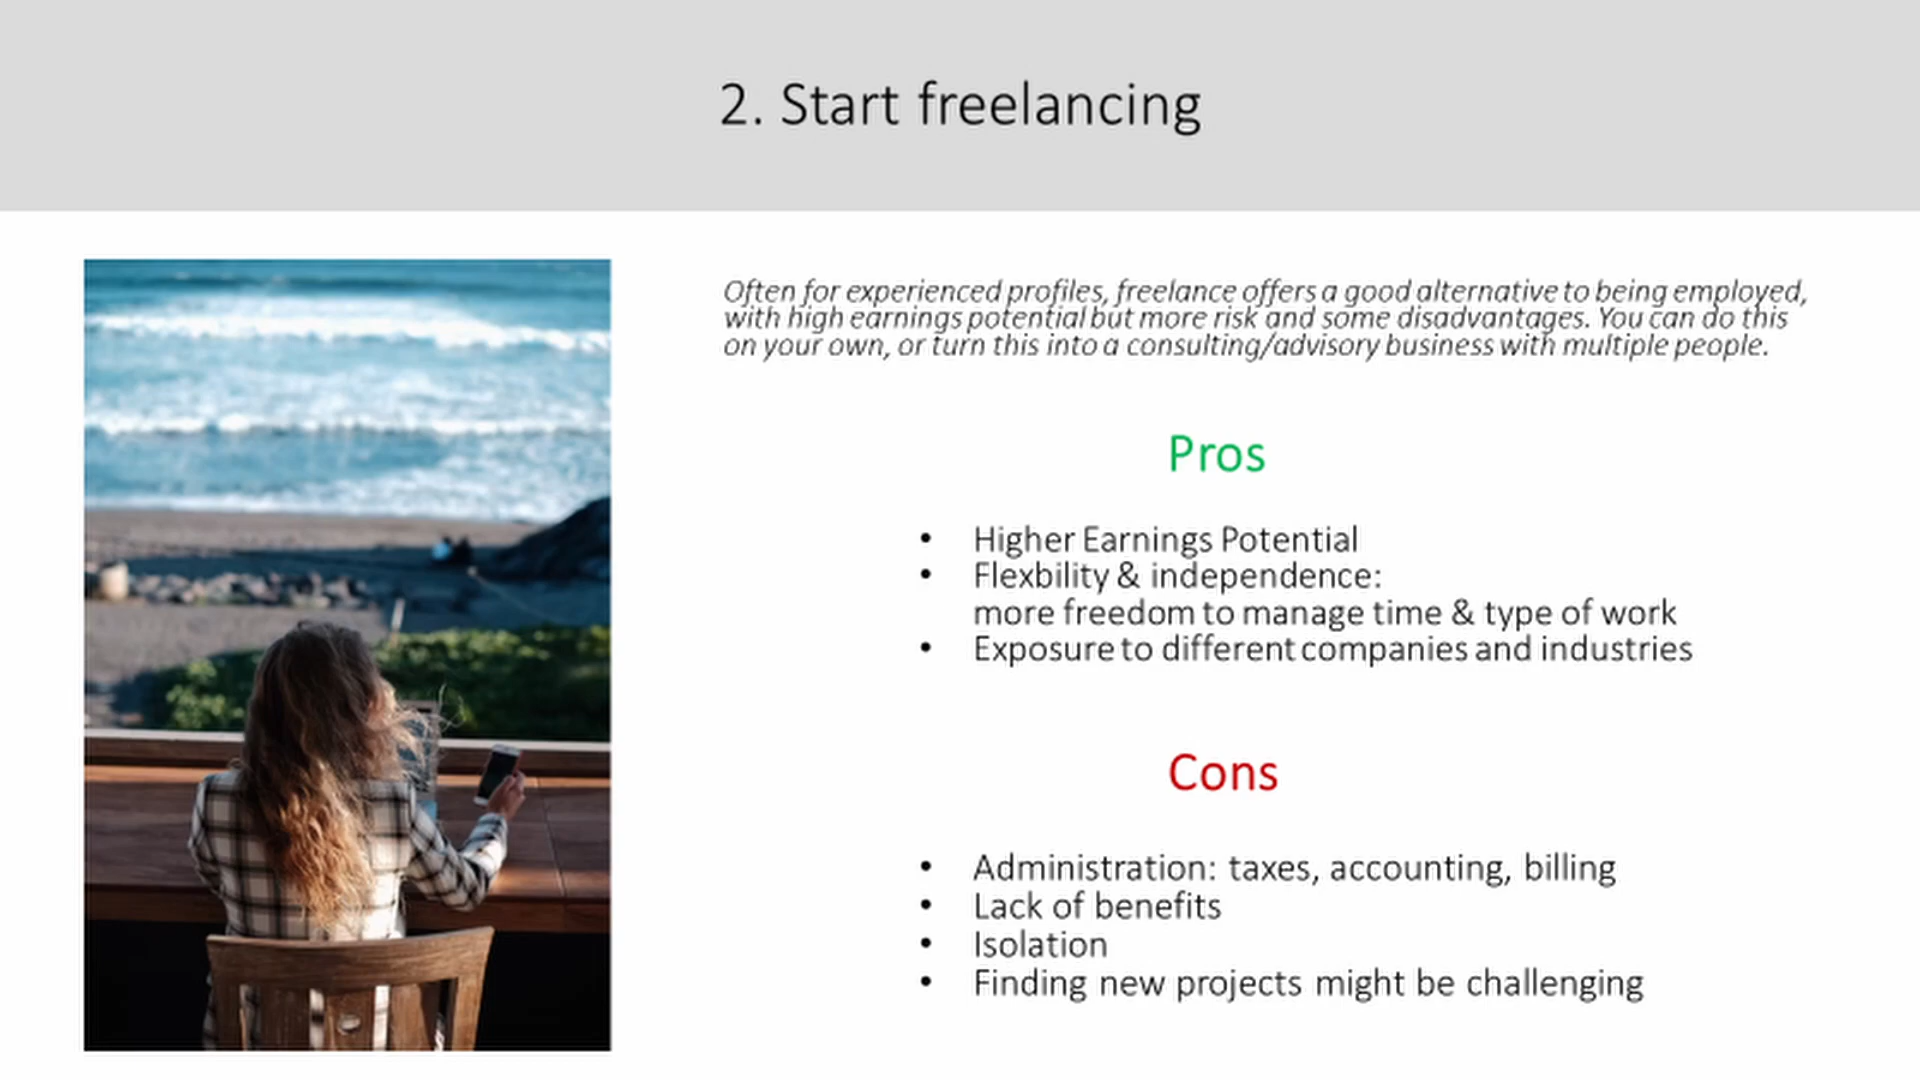 2. Start freelancing
Often for experienced profiles, freelance offers a good alternative to being employed,
with high earnings potential but more risk and some disadvantages. You can do this
on your own, or turn this into a consulting/advisory business with multiple people.
Pros
• Higher Earnings Potential
• Flexbility & independence:
more freedom to manage time & type of work
• Exposure to different companies and industries
Cons
• Administration: taxes, accounting, billing
• Lack of benefits
• Isolation
• Finding new projects might be challenging